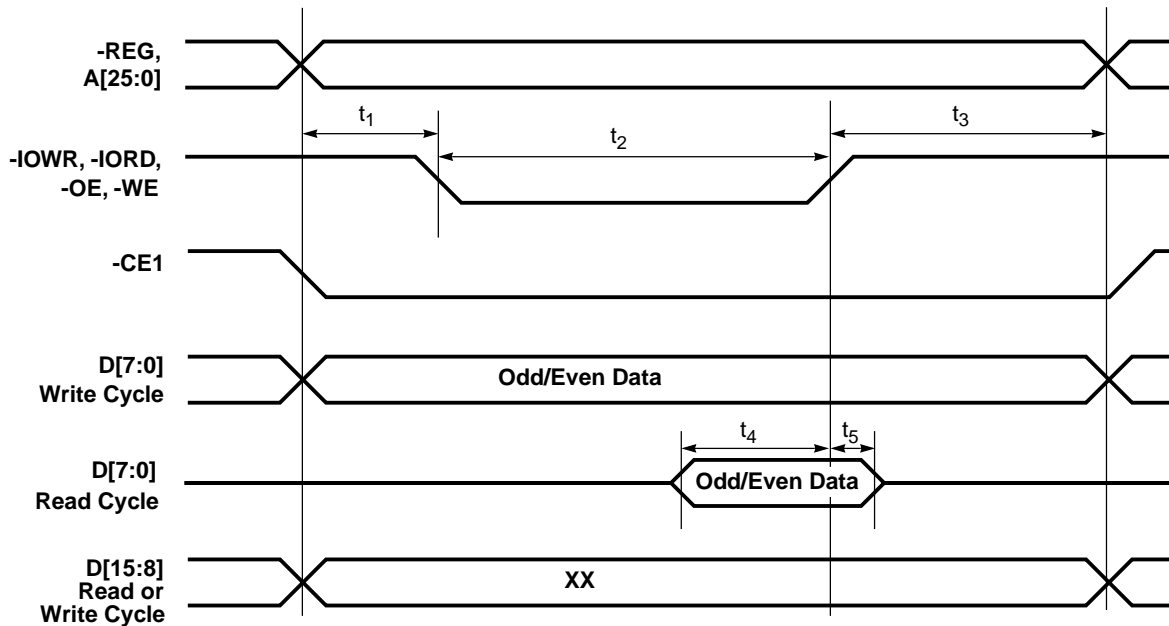 -REG,
A[25:0]
t1
t2
t3
-IOWR, -IORD,
-OE, -WE
-CE1
D[7:0]
Write Cycle
Odd/Even Data
t4
t5
D[7:0]
Read Cycle
Odd/Even Data
D[15:8]
Read or
Write Cycle
XX